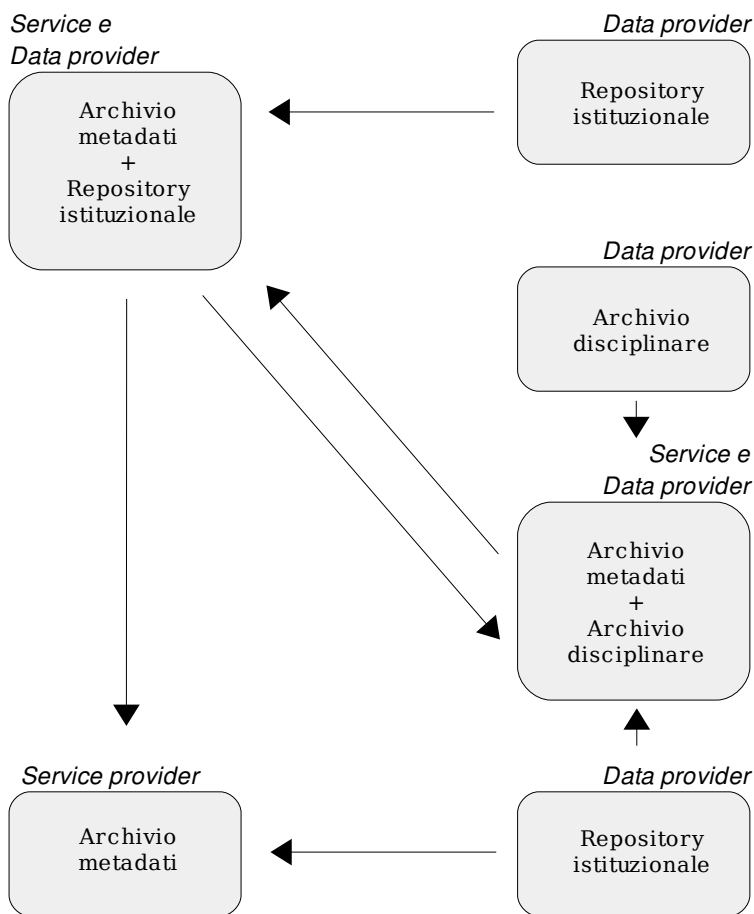 Service e
Data provider
Archivio
metadati
+
Repository
istituzionale
Data provider
Repository
istituzionale
Data provider
Archivio
disciplinare
Service e
Data provider
Archivio
metadati
+
Archivio
disciplinare
Service provider
Archivio
metadati
Data provider
Repository
istituzionale